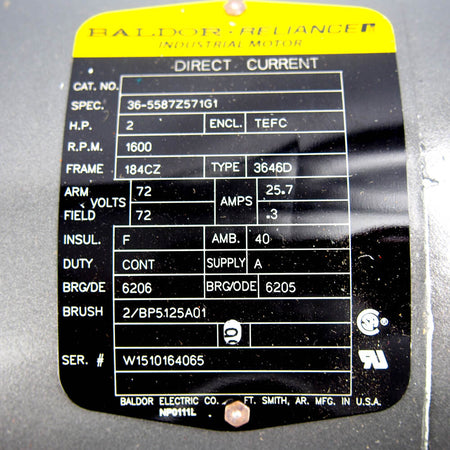 BALDOR • RELIANCER
INDUSTRIAL MOTOR
DIRECT CURRENT
CAT. NO.
SPEC. 36-5587Z571G1
H.P. 2 ENCL. TEFC
R.P.M. 1600
FRAME 184CZ TYPE 3646D
ARM 72 25.7
VOLTS AMPS
FIELD 72 .3
INSUL. F AMB. 40
DUTY CONT SUPPLY A
BRG/DE 6206 BRG/ODE 6205
BRUSH 2/BP5125A01
SER. # W1510164065
BALDOR ELECTRIC CO. FT. SMITH, AR. MFG. IN U.S.A.
NP0111L